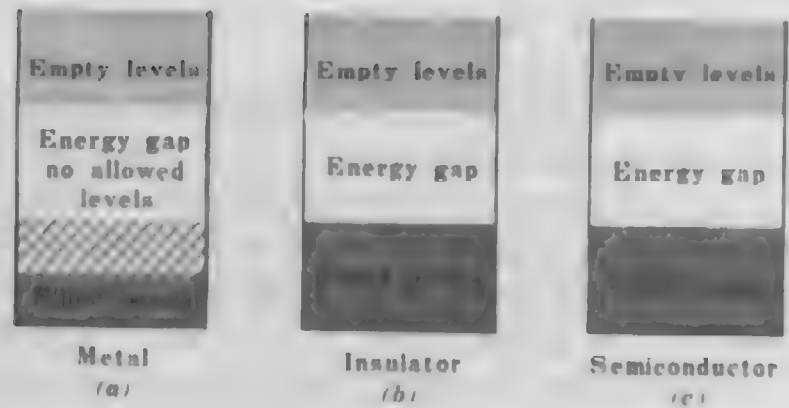 Empty levels
Energy gap
no allowed
levels
Metal
(a)
Empty levels
Energy gap
Insulator
(b)
Empty levels
Energy gap
Semiconductor
(c)